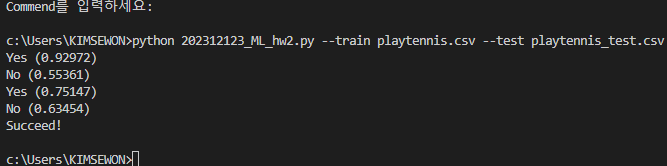 Commend를 입력하세요:
c:\Users\KIMSEWON>python 202312123_ML_hw2.py --train playtennis.csv --test playtennis_test.csv
Yes (0.92972)
No (0.55361)
Yes (0.75147)
No (0.63454)
Succeed!
c:\Users\KIMSEWON>